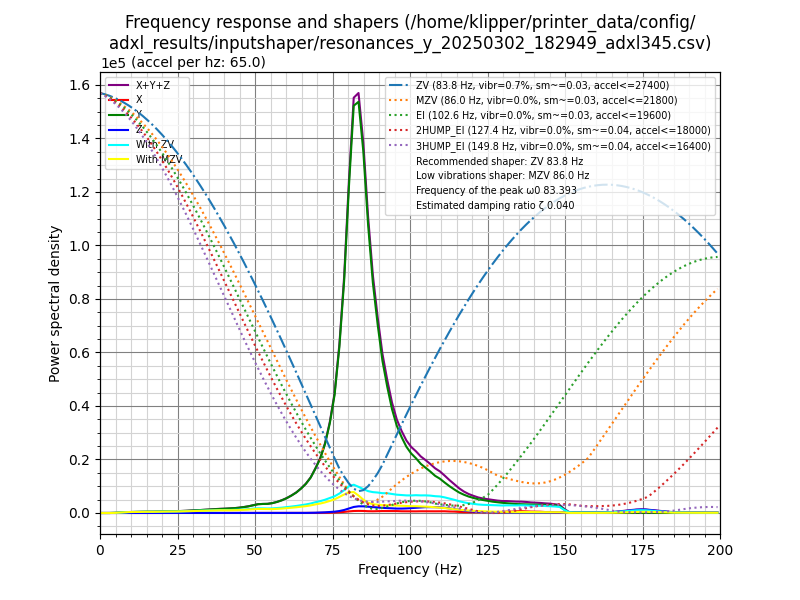 Frequency response and shapers (/home/klipper/printer_data/config/
adxl_results/inputshaper/resonances_y_20250302_182949_adxl345.csv)
1e5 (accel per hz: 65.0)
X+Y+Z
X
Y
Z
With ZV
With MZV
ZV (83.8 Hz, vibr=0.7%, sm~=0.03, accel<=27400)
MZV (86.0 Hz, vibr=0.0%, sm~=0.03, accel<=21800)
EI (102.6 Hz, vibr=0.0%, sm~=0.03, accel<=19600)
2HUMP_EI (127.4 Hz, vibr=0.0%, sm~=0.04, accel<=18000)
3HUMP_EI (149.8 Hz, vibr=0.0%, sm~=0.04, accel<=16400)
Recommended shaper: ZV 83.8 Hz
Low vibrations shaper: MZV 86.0 Hz
Frequency of the peak ω0 83.393
Estimated damping ratio ζ 0.040
Power spectral density
1.6
1.4
1.2
1.0
0.8
0.6
0.4
0.2
0.0
0
25
50
75
100
125
150
175
200
Frequency (Hz)